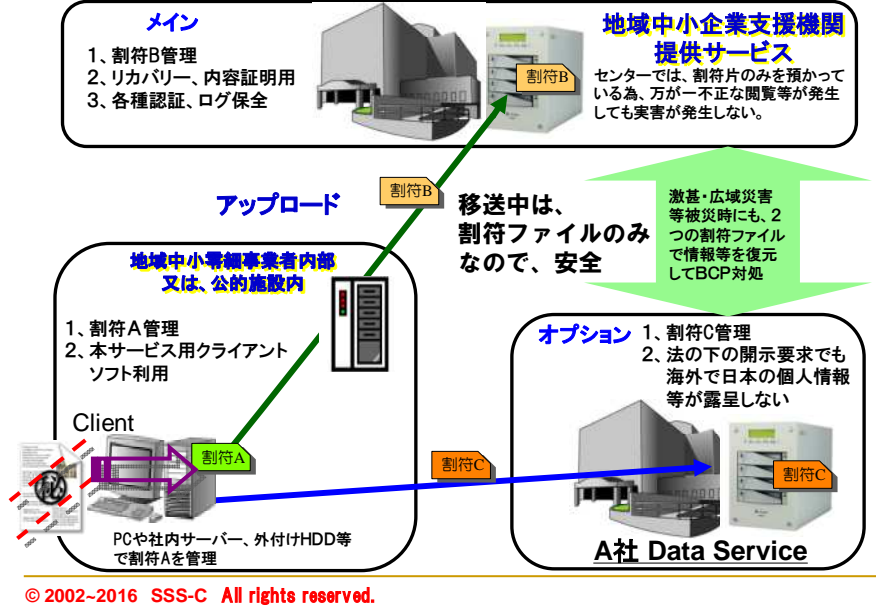 メイン
1、割符B管理
2、リカバリー、内容証明用
3、各種認証、ログ保全
割符B
地域中小企業支援機関
提供サービス
センターでは、割符片のみを預かって
いる為、万が一不正な閲覧等が発生
しても実害が発生しない。
アップロード
割符B
移送中は、
割符ファイルのみ
なので、安全
激甚・広域災害
等被災時にも、2
つの割符ファイル
で情報等を復元
してBCP対処
地域中小零細事業者内部
又は、公的施設内
1、割符A管理
2、本サービス用クライアント
ソフト利用
Client
秘
割符A
PCや社内サーバー、外付けHDD等
で割符Aを管理
割符C
オプション
1、割符C管理
2、法の下の開示要求でも
海外で日本の個人情報
等が露呈しない
割符C
A社 Data Service
© 2002~2016 SSS-C All rights reserved.